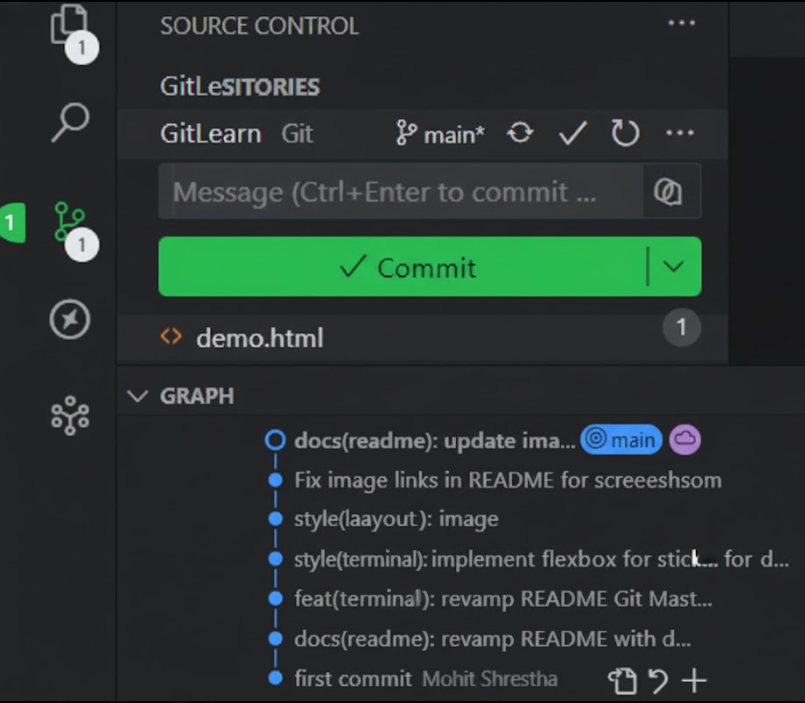 1
SOURCE CONTROL
GitLeSITORIES
GitLearn Git main*
Message (Ctrl+Enter to commit ...
1
1
Commit
demo.html 1
GRAPH
docs(readme): update ima... main
Fix image links in README for screeeshsom
style(laayout): image
style(terminal): implement flexbox for stick... for d...
feat(terminal): revamp README Git Mast...
docs(readme): revamp README with d...
first commit Mohit Shrestha